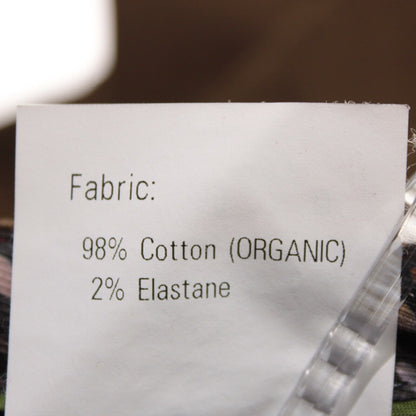 Fabric:
98% Cotton (ORGANIC)
2% Elastane